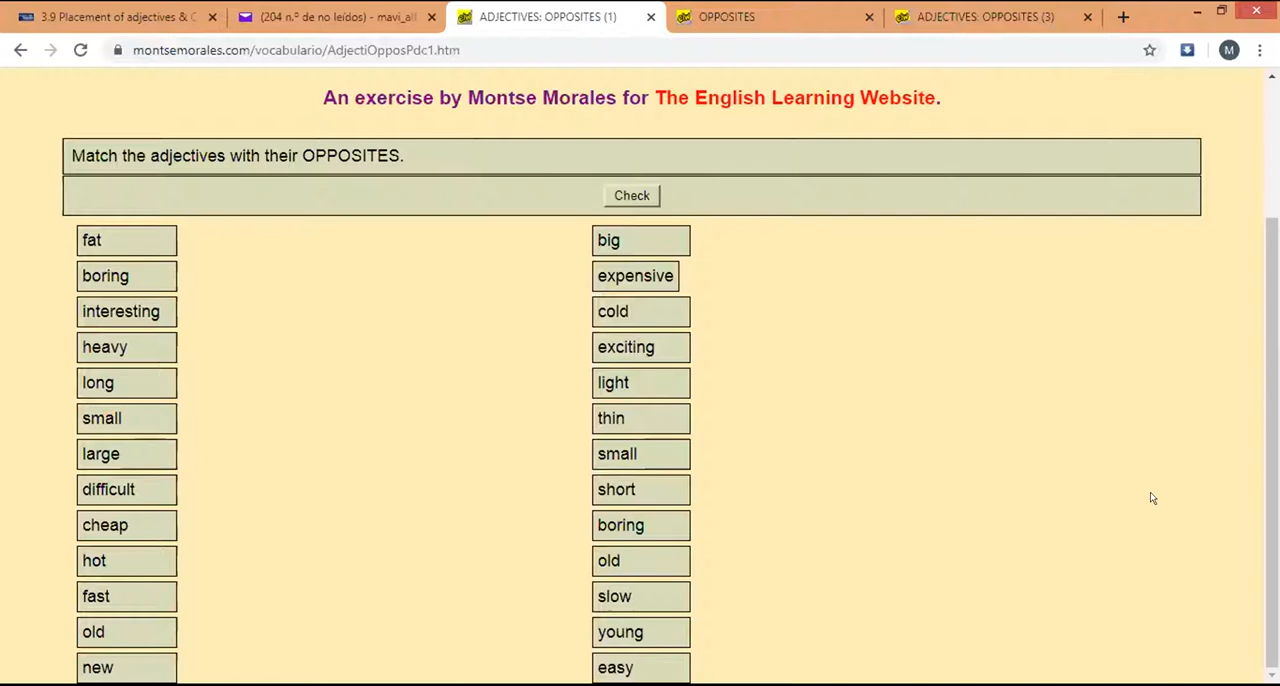 3.9 Placement of adjectives & C
(204 n.º de no leídos) - mavi_all
ADJECTIVES: OPPOSITES (1)
OPPOSITES
ADJECTIVES: OPPOSITES (3)
montsemorales.com/vocabulario/AdjectiOpposPdc1.htm
M
An exercise by Montse Morales for The English Learning Website.
Match the adjectives with their OPPOSITES.
Check
fat big
boring expensive
interesting cold
heavy exciting
long light
small thin
large small
difficult short
cheap boring
hot old
fast slow
old young
new easy